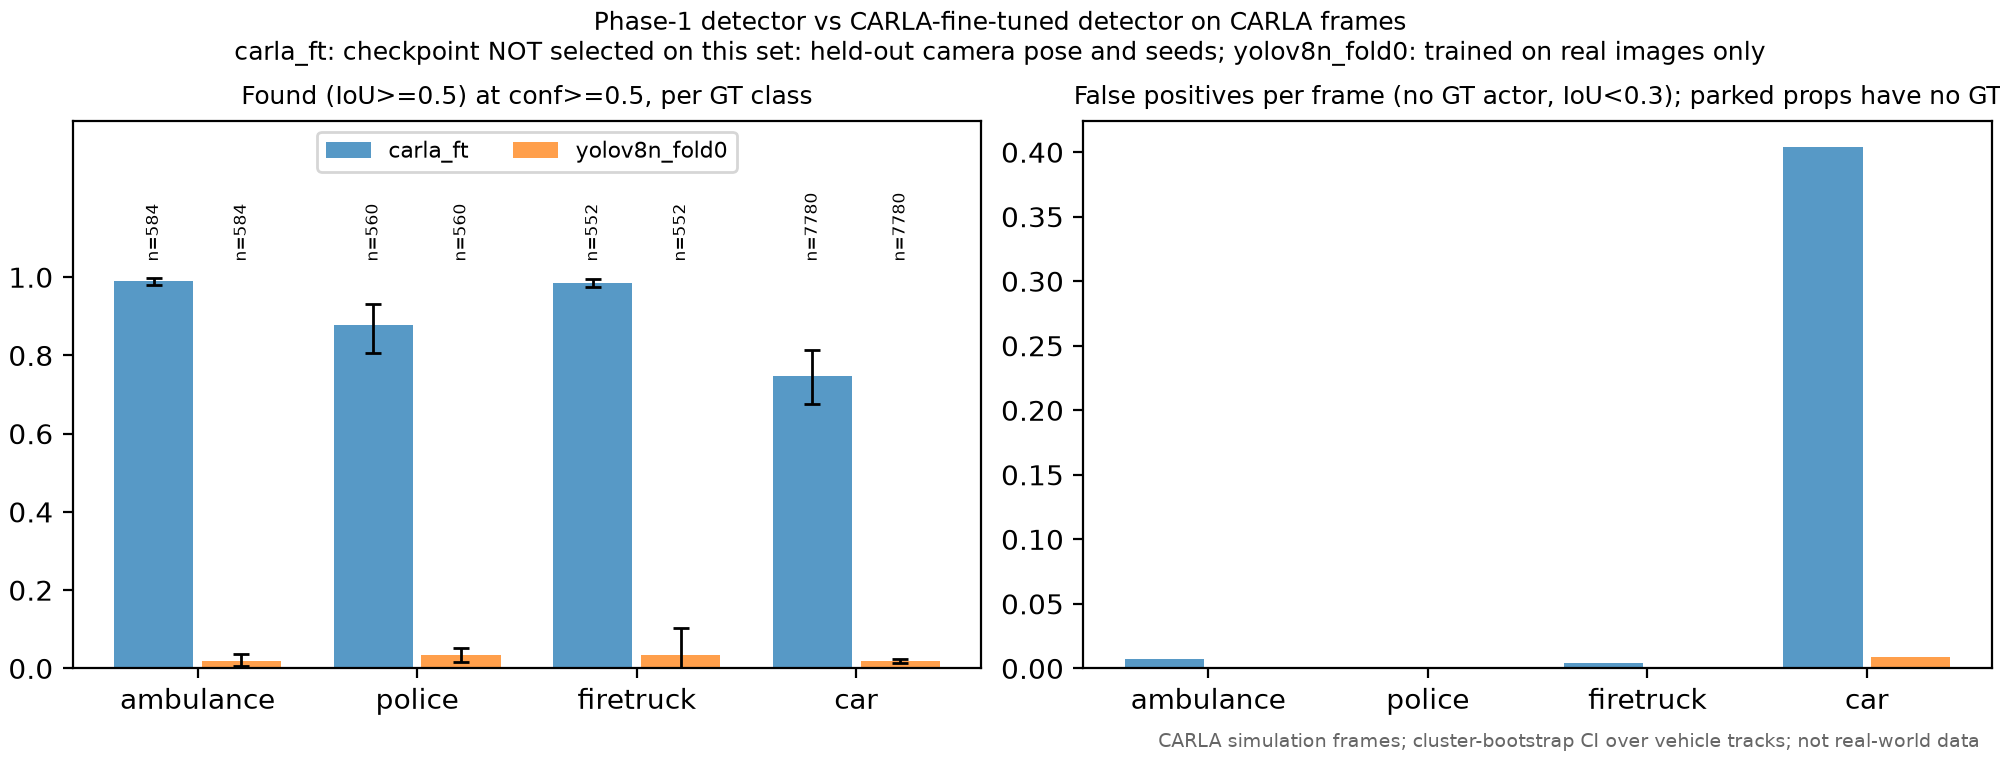 Phase-1 detector vs CARLA-fine-tuned detector on CARLA frames
carla_ft: checkpoint NOT selected on this set: held-out camera pose and seeds; yolov8n_fold0: trained on real images only
Found (IoU>=0.5) at conf>=0.5, per GT class
carla_ft
yolov8n_fold0
n=584
n=584
n=560
n=560
n=552
n=552
n=7780
n=7780
1.0
0.8
0.6
0.4
0.2
0.0
ambulance
police
firetruck
car
False positives per frame (no GT actor, IoU<0.3); parked props have no GT
0.40
0.35
0.30
0.25
0.20
0.15
0.10
0.05
0.00
ambulance
police
firetruck
car
CARLA simulation frames; cluster-bootstrap CI over vehicle tracks; not real-world data